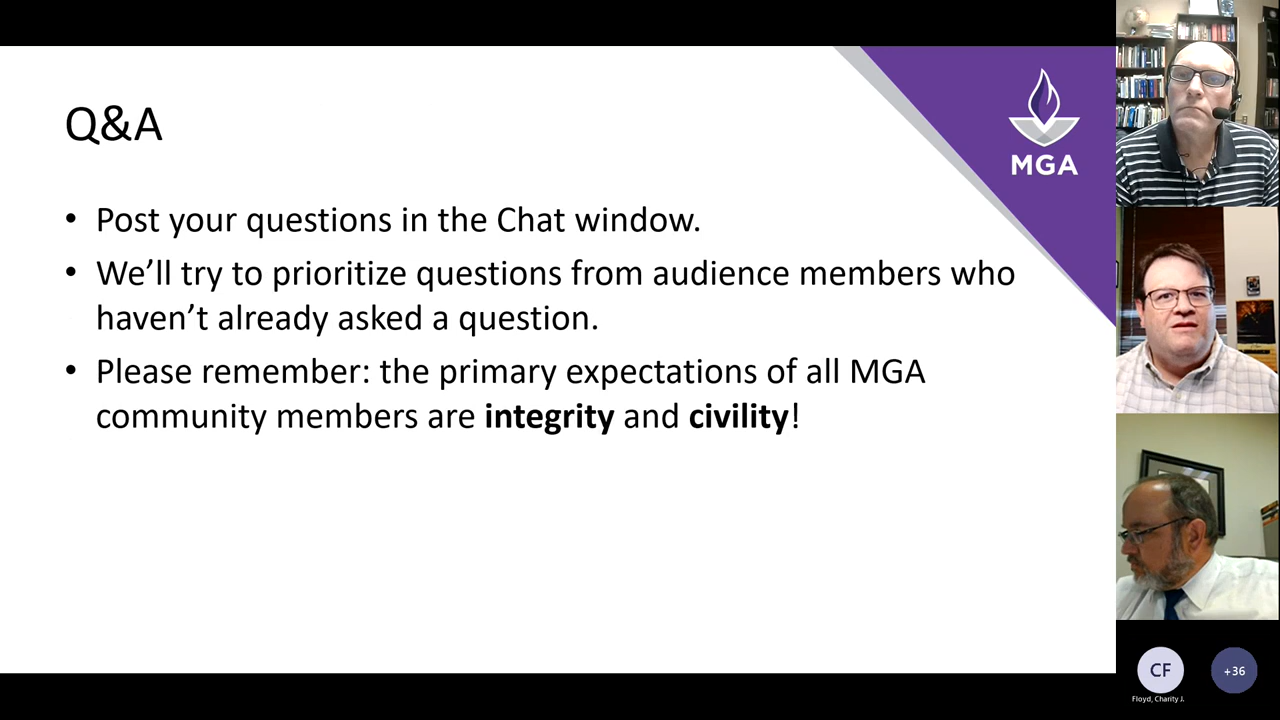 Q&A
• Post your questions in the Chat window.
• We’ll try to prioritize questions from audience members who
haven’t already asked a question.
• Please remember: the primary expectations of all MGA
community members are integrity and civility!
MGA
CF
+36
Floyd, Charity J.